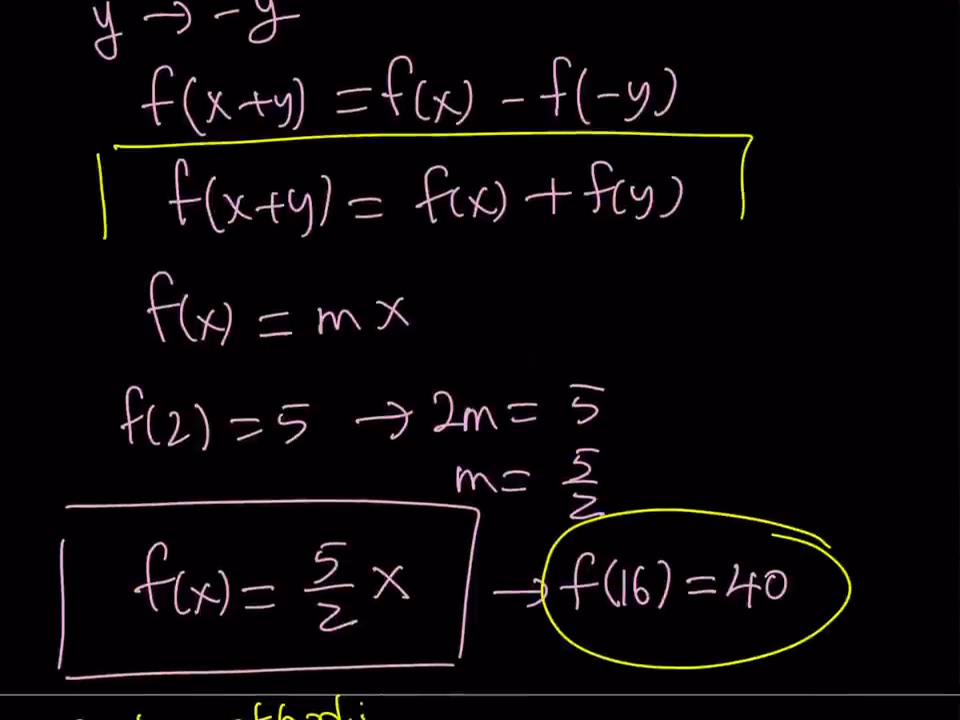 y → -y
f(x+y) = f(x) - f(-y)
f(x+y) = f(x) + f(y)
f(x) = mx
f(2) = 5 → 2m = 5
m = 5/2
f(x) = 5/2 x → f(16) = 40